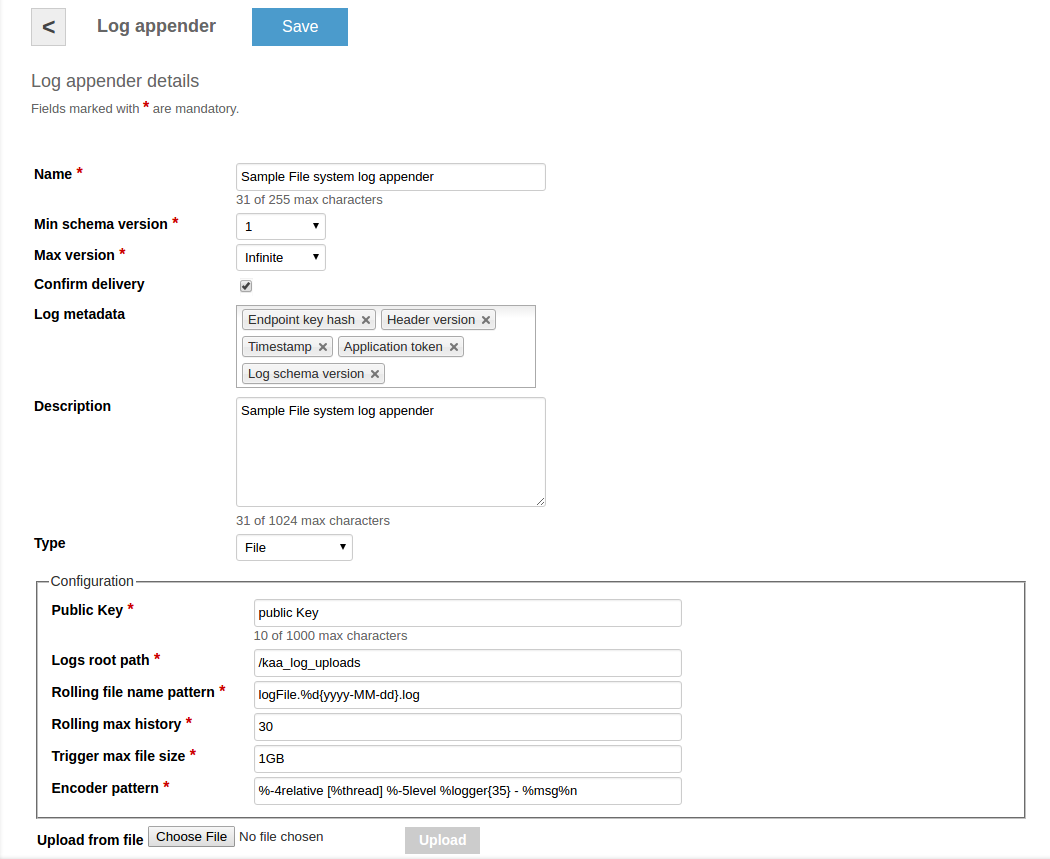 < Log appender Save
Log appender details
Fields marked with * are mandatory.
Name * Sample File system log appender
31 of 255 max characters
Min schema version * 1
Max version * Infinite
Confirm delivery
Log metadata Endpoint key hash × Header version ×
Timestamp × Application token ×
Log schema version ×
Description Sample File system log appender
31 of 1024 max characters
Type File
Configuration
Public Key * public Key
10 of 1000 max characters
Logs root path * /kaa_log_uploads
Rolling file name pattern * logFile.%d{yyyy-MM-dd}.log
Rolling max history * 30
Trigger max file size * 1GB
Encoder pattern * %-4relative [%thread] %-5level %logger{35} - %msg%n
Upload from file Choose File No file chosen Upload